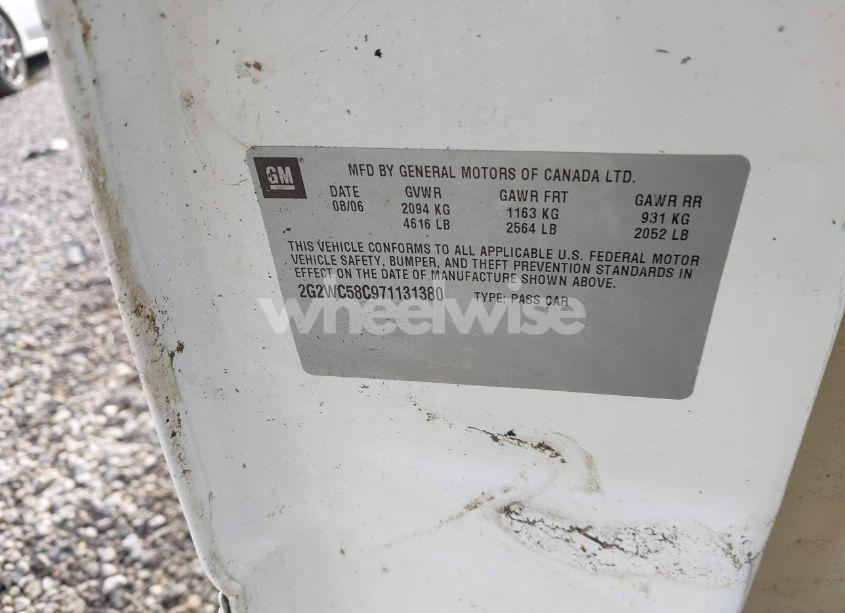 GM
MFD BY GENERAL MOTORS OF CANADA LTD.
DATE GVWR GAWR FRT GAWR RR
08/06 2094 KG 1163 KG 931 KG
4616 LB 2564 LB 2052 LB
THIS VEHICLE CONFORMS TO ALL APPLICABLE U.S. FEDERAL MOTOR
VEHICLE SAFETY, BUMPER, AND THEFT PREVENTION STANDARDS IN
EFFECT ON THE DATE OF MANUFACTURE SHOWN ABOVE.
2G2WC58C971131380 TYPE: PASS CAR
wheelwise